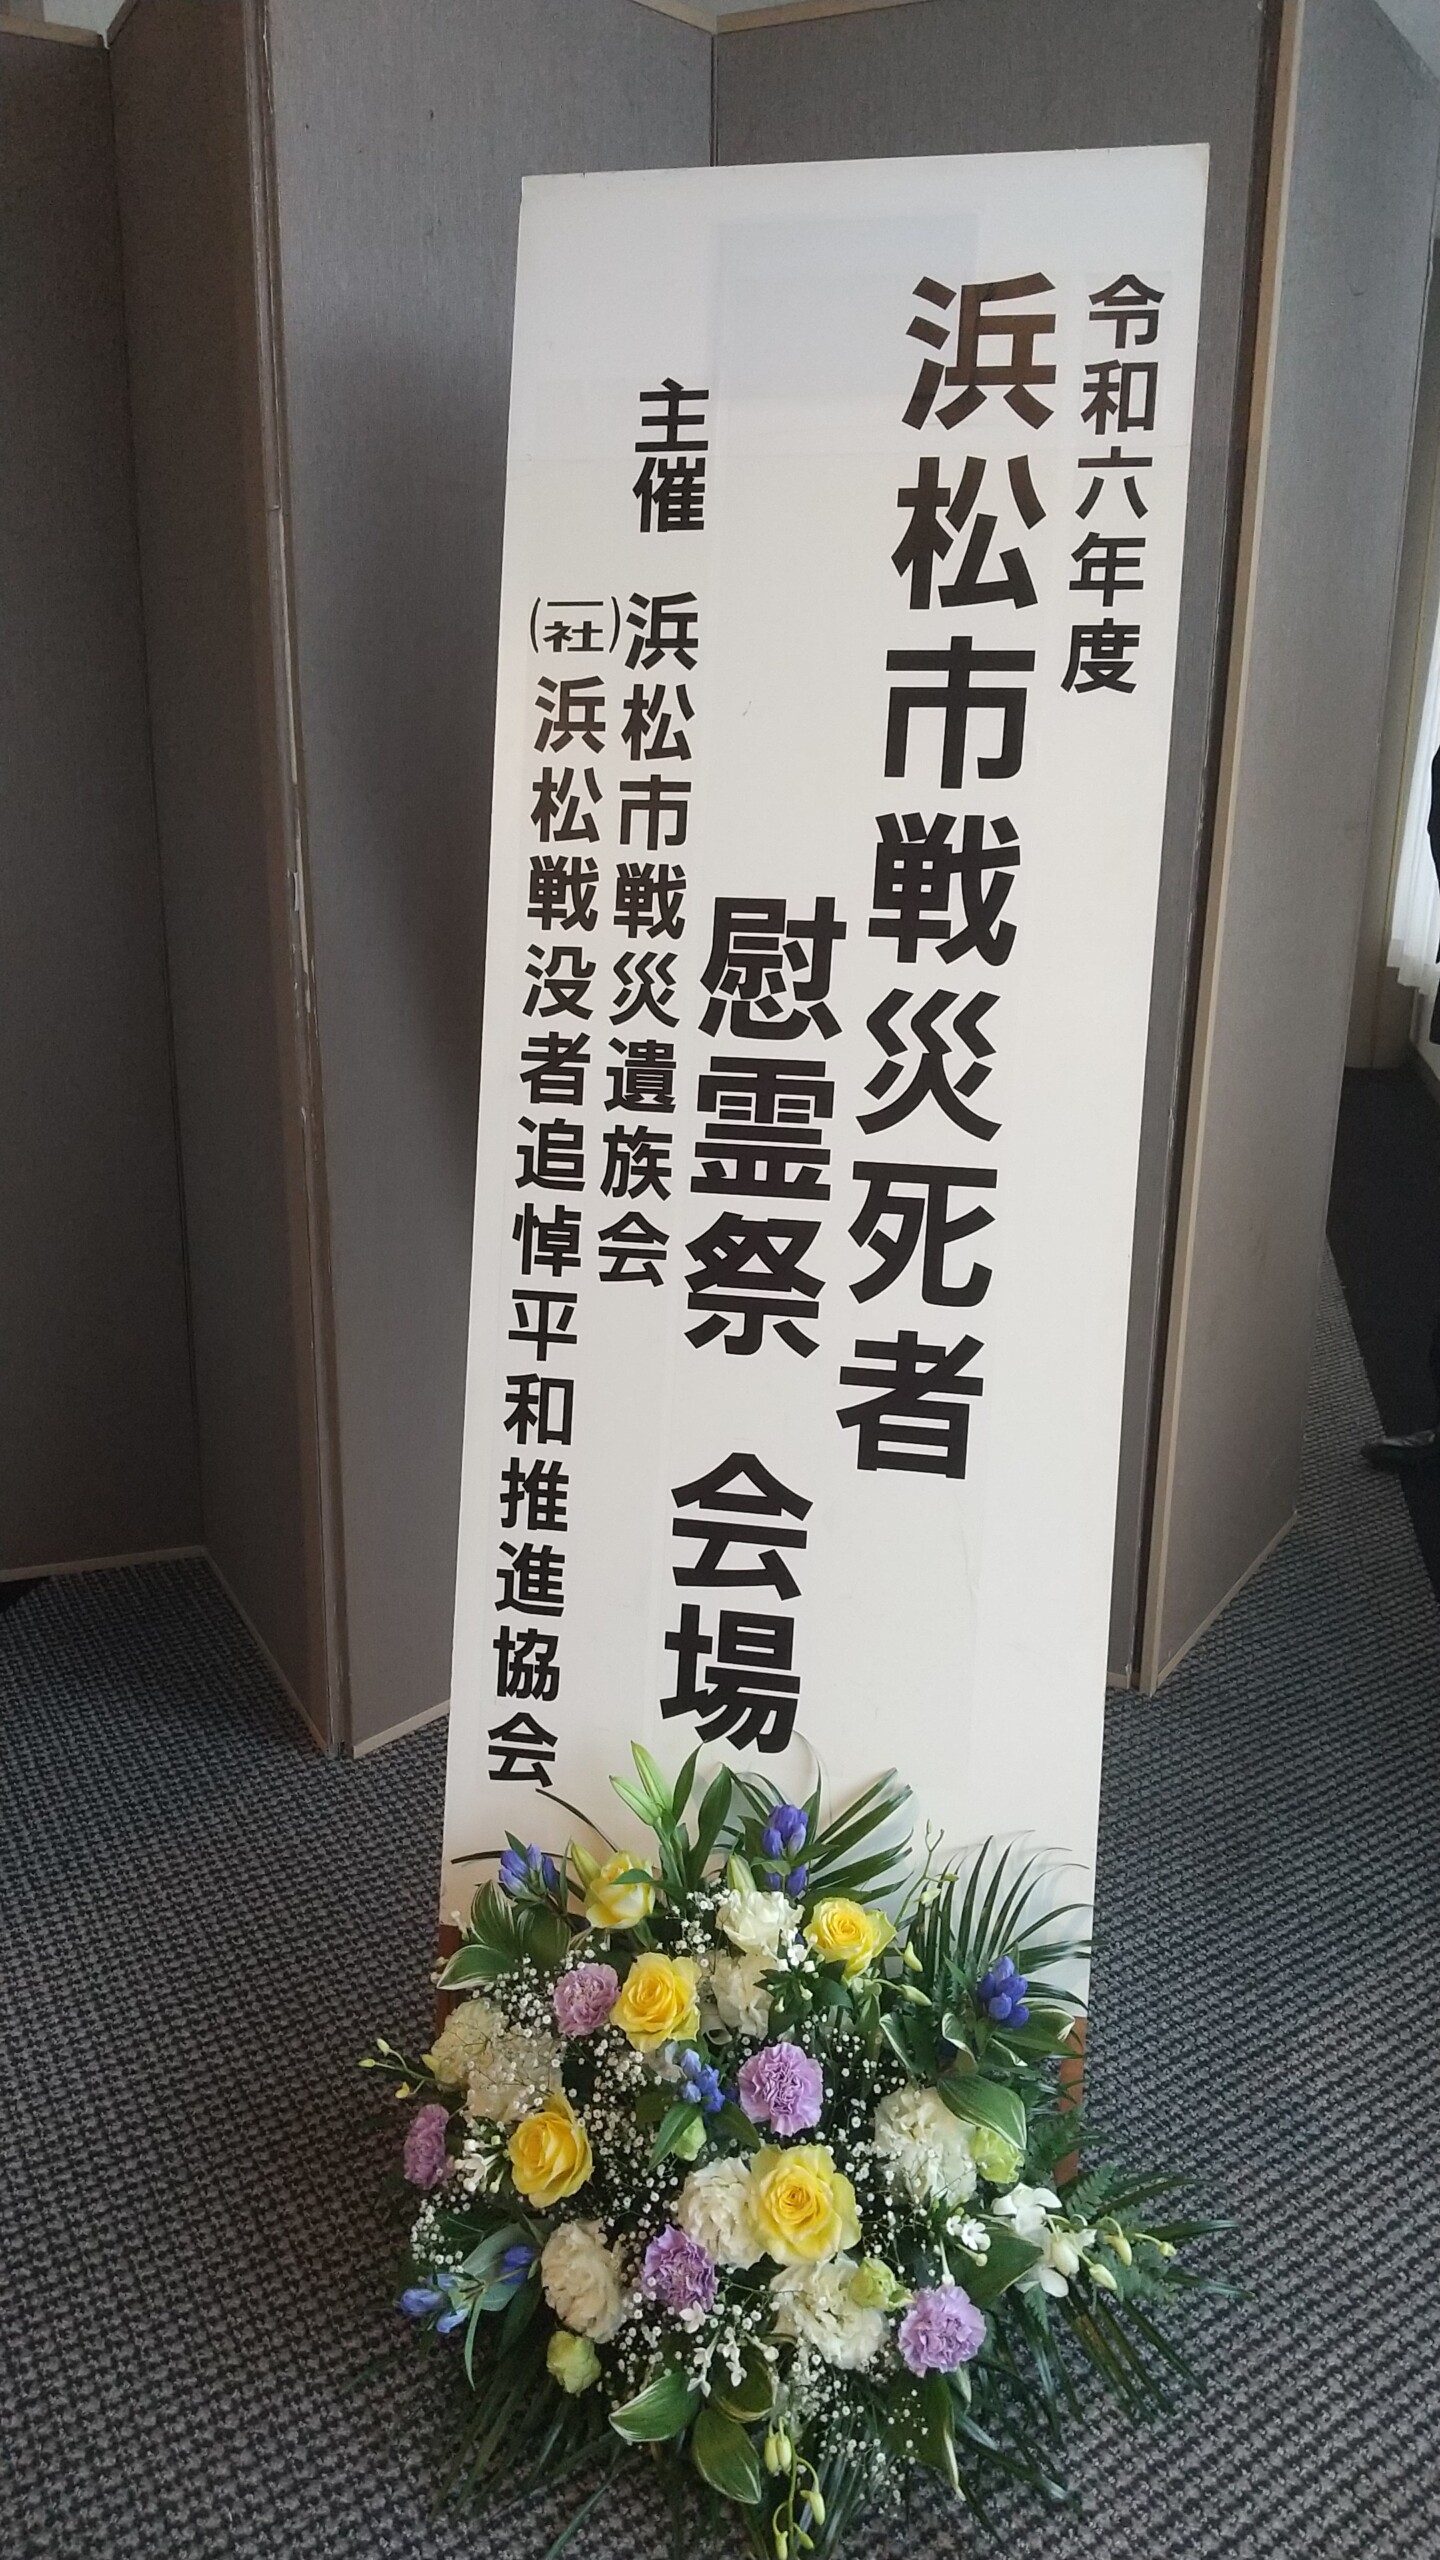 令和六年度
浜松市戦災死者
慰霊祭　会場
主催　浜松市戦災遺族会
(一社)浜松戦没者追悼平和推進協会